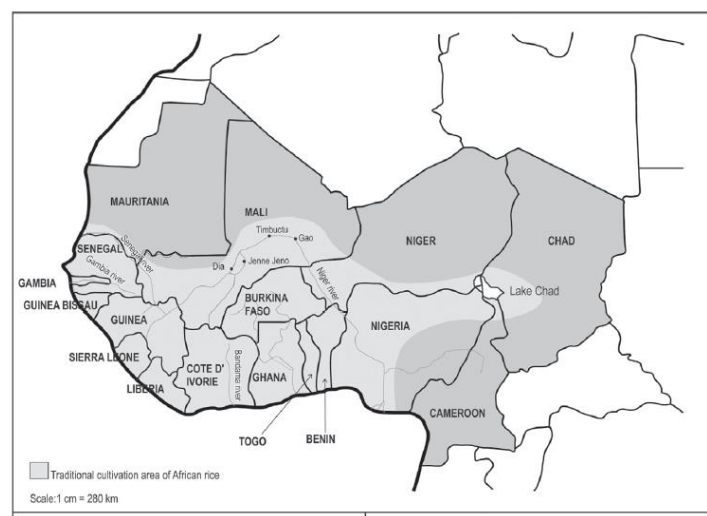 MAURITANIA
MALI
Timbuctu
Gao
NIGER
CHAD
SENEGAL
Senegal river
Gambia river
Dia
Jenne Jeno
Niger river
GAMBIA
GUINEA BISSAU
GUINEA
BURKINA
FASO
NIGERIA
Lake Chad
SIERRA LEONE
LIBERIA
COTE D'
IVORIE
Bandama river
GHANA
TOGO
BENIN
CAMEROON
Traditional cultivation area of African rice
Scale:1 cm = 280 km